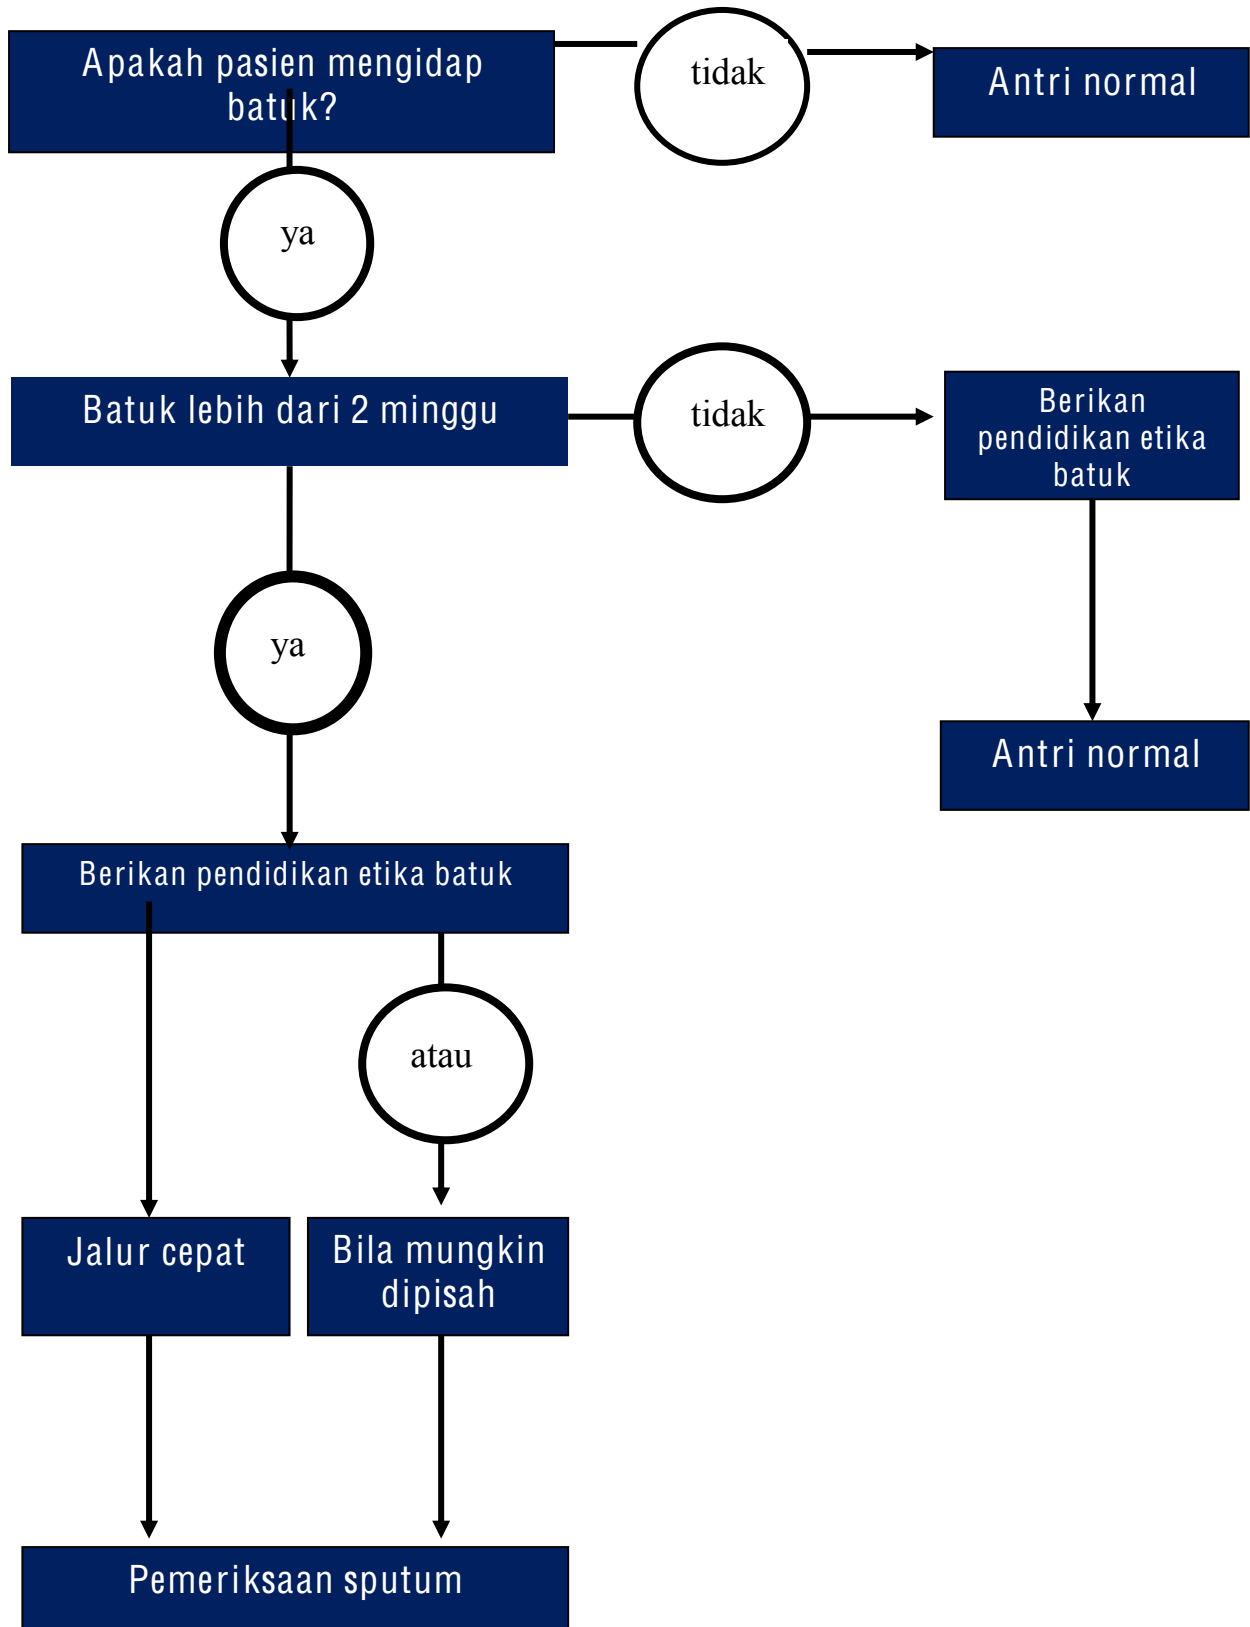 Apakah pasien mengidap
batuk?
tidak
Antri normal
ya
Batuk lebih dari 2 minggu
tidak
Berikan
pendidikan etika
batuk
ya
Antri normal
Berikan pendidikan etika batuk
atau
Jalur cepat
Bila mungkin
dipisah
Pemeriksaan sputum